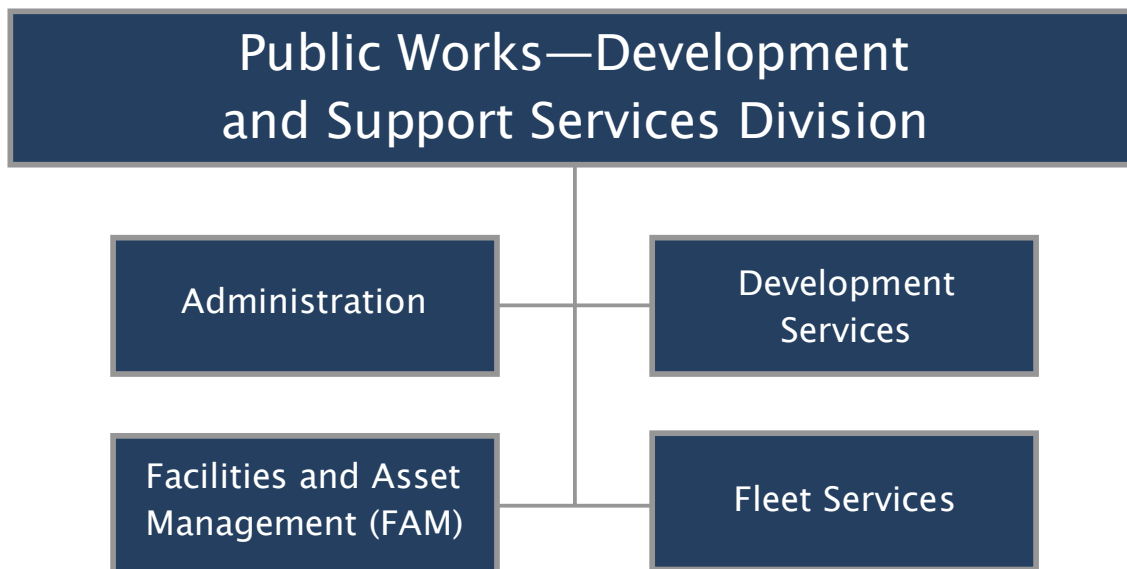 Public Works—Development
and Support Services Division
Administration
Development
Services
Facilities and Asset
Management (FAM)
Fleet Services